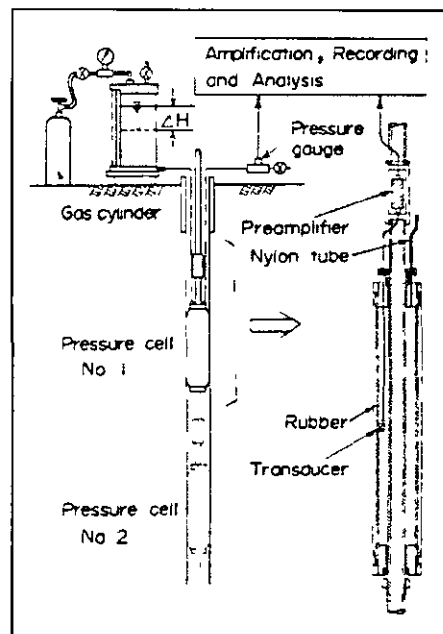 Amplification, Recording
and Analysis
∠H
Pressure
gauge
Gas cylinder
Preamplifier
Nylon tube
Pressure cell
No 1
Rubber
Transducer
Pressure cell
No 2